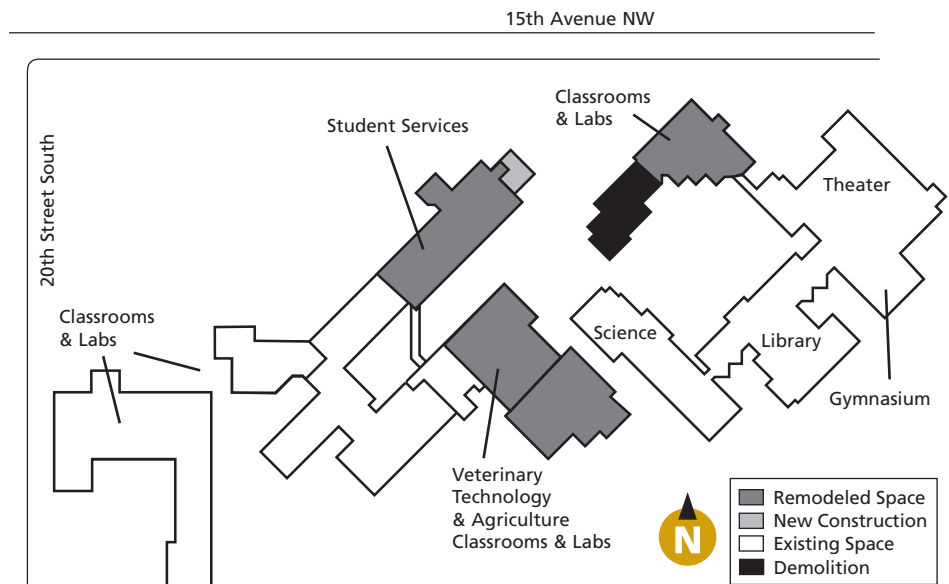 15th Avenue NW
20th Street South
Student Services
Classrooms
& Labs
Theater
Classrooms
& Labs
Science
Library
Gymnasium
Veterinary
Technology
& Agriculture
Classrooms & Labs
N
Remodeled Space
New Construction
Existing Space
Demolition